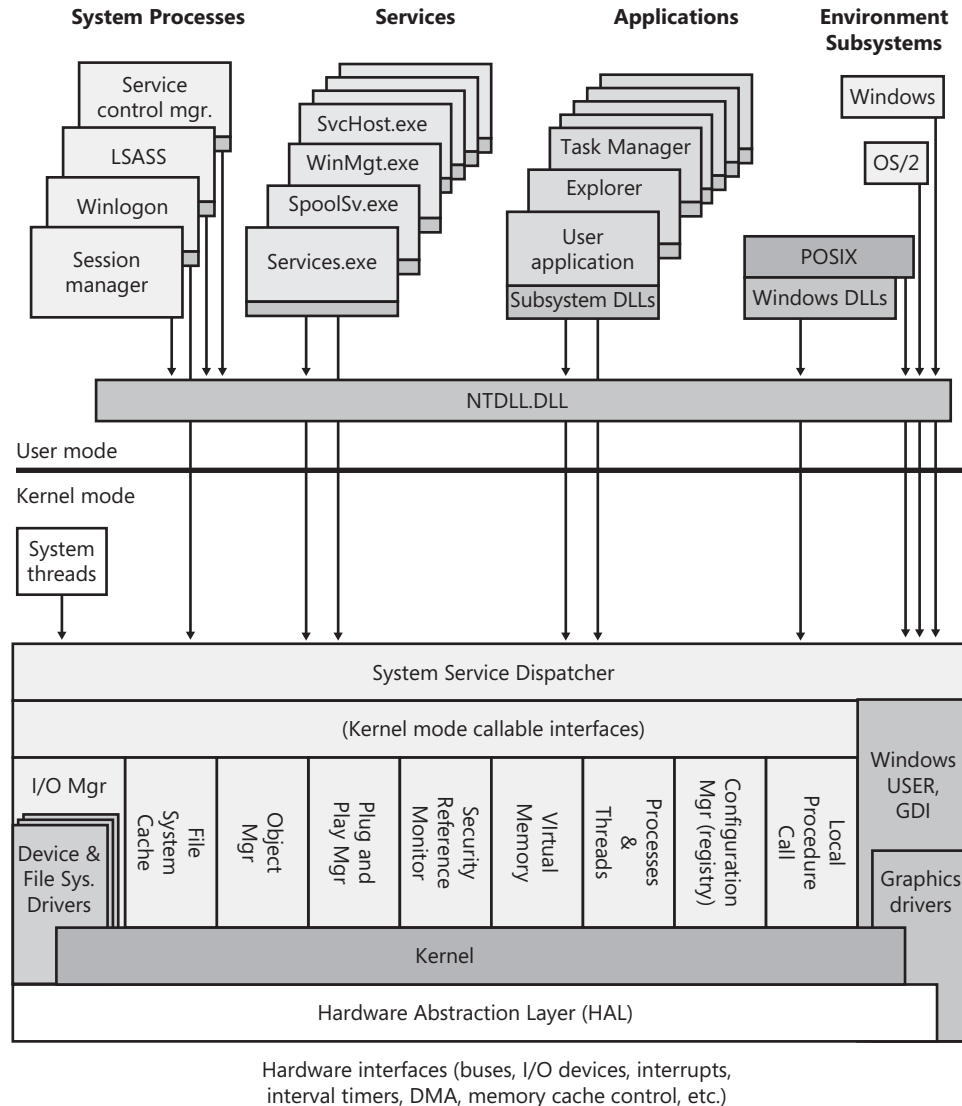 System Processes
Services
Applications
Environment
Subsystems
Service
control mgr.
LSASS
Winlogon
Session
manager
SvcHost.exe
WinMgt.exe
SpoolSv.exe
Services.exe
Task Manager
Explorer
User
application
Subsystem DLLs
Windows
OS/2
POSIX
Windows DLLs
NTDLL.DLL
User mode
Kernel mode
System
threads
System Service Dispatcher
(Kernel mode callable interfaces)
I/O Mgr
Device &
File Sys.
Drivers
File
System
Cache
Object
Mgr
Plug and
Play Mgr
Security
Reference
Monitor
VIrtual
Memory
Processes
&
Threads
Configuration
Mgr (registry)
Local
Procedure
Call
Windows
USER,
GDI
Graphics
drivers
Kernel
Hardware Abstraction Layer (HAL)
Hardware interfaces (buses, I/O devices, interrupts,
interval timers, DMA, memory cache control, etc.)